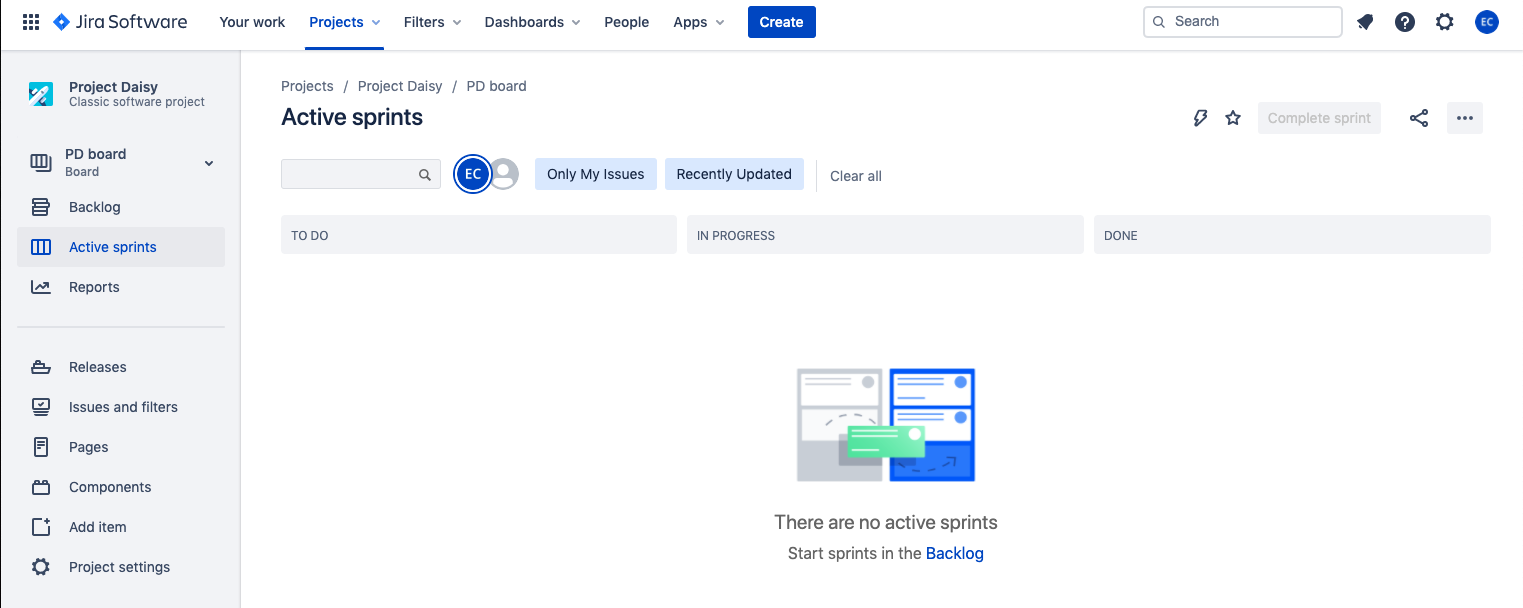 Jira Software Your work Projects Filters Dashboards People Apps Create Search EC
Project Daisy
Classic software project
PD board
Board
Backlog
Active sprints
Reports
Releases
Issues and filters
Pages
Components
Add item
Project settings
Projects / Project Daisy / PD board
Active sprints
Complete sprint
EC Only My Issues Recently Updated Clear all
TO DO IN PROGRESS DONE
There are no active sprints
Start sprints in the Backlog